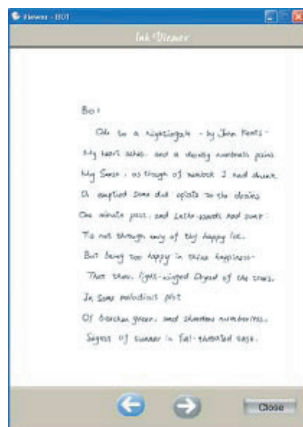 Viewer - B01
Ink Viewer
B01
Ode to a Nightingale - by John Keats -
My heart aches, and a drowsy numbness pains
My sense, as though of hemlock I had drunk
Or emptied some dull opiate to the drains
One minute past, and Lethe-wards had sunk:
'Tis not through envy of thy happy lot,
But being too happy in thine happiness-
That thou, light-winged Dryad of the trees,
In some melodious plot
Of beechen green, and shadows numberless,
Singest of summer in full-throated ease.
Close